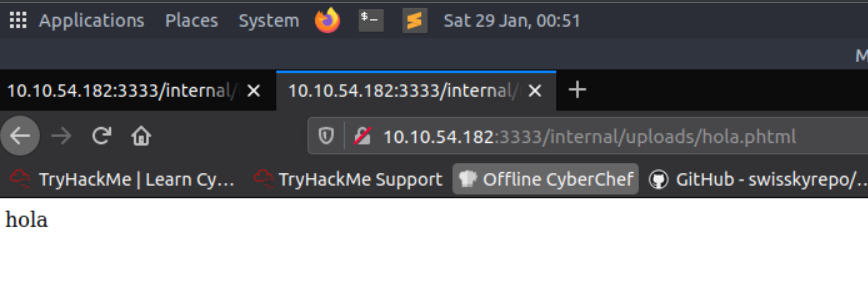 Applications Places System Sat 29 Jan, 00:51
M
10.10.54.182:3333/internal/ 10.10.54.182:3333/internal/
10.10.54.182:3333/internal/uploads/hola.phtml
TryHackMe | Learn Cy… TryHackMe Support Offline CyberChef GitHub - swisskyrepo/…
hola